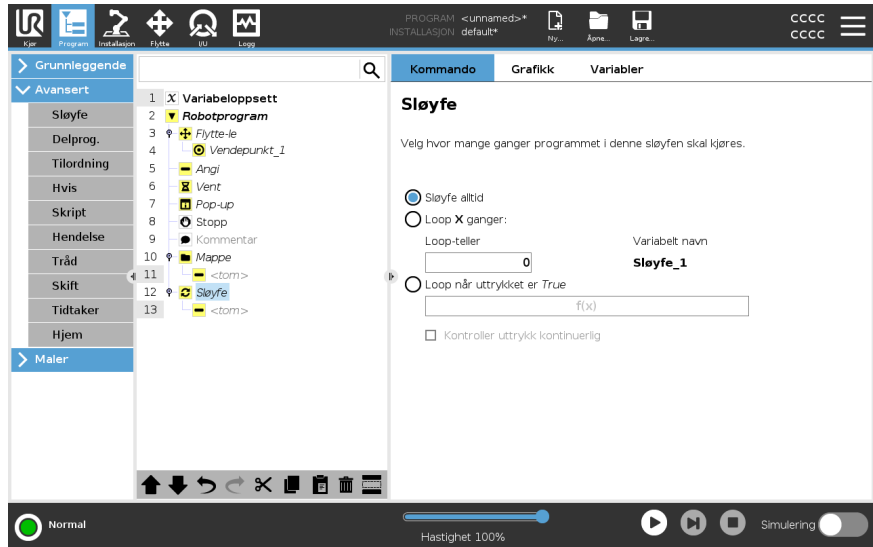 UR
PROGRAM <unnamed>*
INSTALLASJON default*
CCCC
CCCC
Kjør
Program
Installasjon
Flytte
I/U
Logg
Ny...
Åpne...
Lagre...
Grunnleggende
Avansert
Sløyfe
Delprog.
Tilordning
Hvis
Skript
Hendelse
Tråd
Skift
Tidtaker
Hjem
Maler
1 X Variabeloppsett
2 Robotprogram
3 Flytte-le
4 Vendepunkt_1
5 Angi
6 Vent
7 Pop-up
8 Stopp
9 Kommentar
10 Mappe
11 <tom>
12 Sløyfe
13 <tom>
Kommando
Grafikk
Variabler
Sløyfe
Velg hvor mange ganger programmet i denne sløyfen skal kjøres.
Sløyfe alltid
Loop X ganger:
Loop-teller
Variabelt navn
0
Sløyfe_1
Loop når uttrykket er True
f(x)
Kontroller uttrykk kontinuerlig
Normal
Hastighet 100%
Simulering